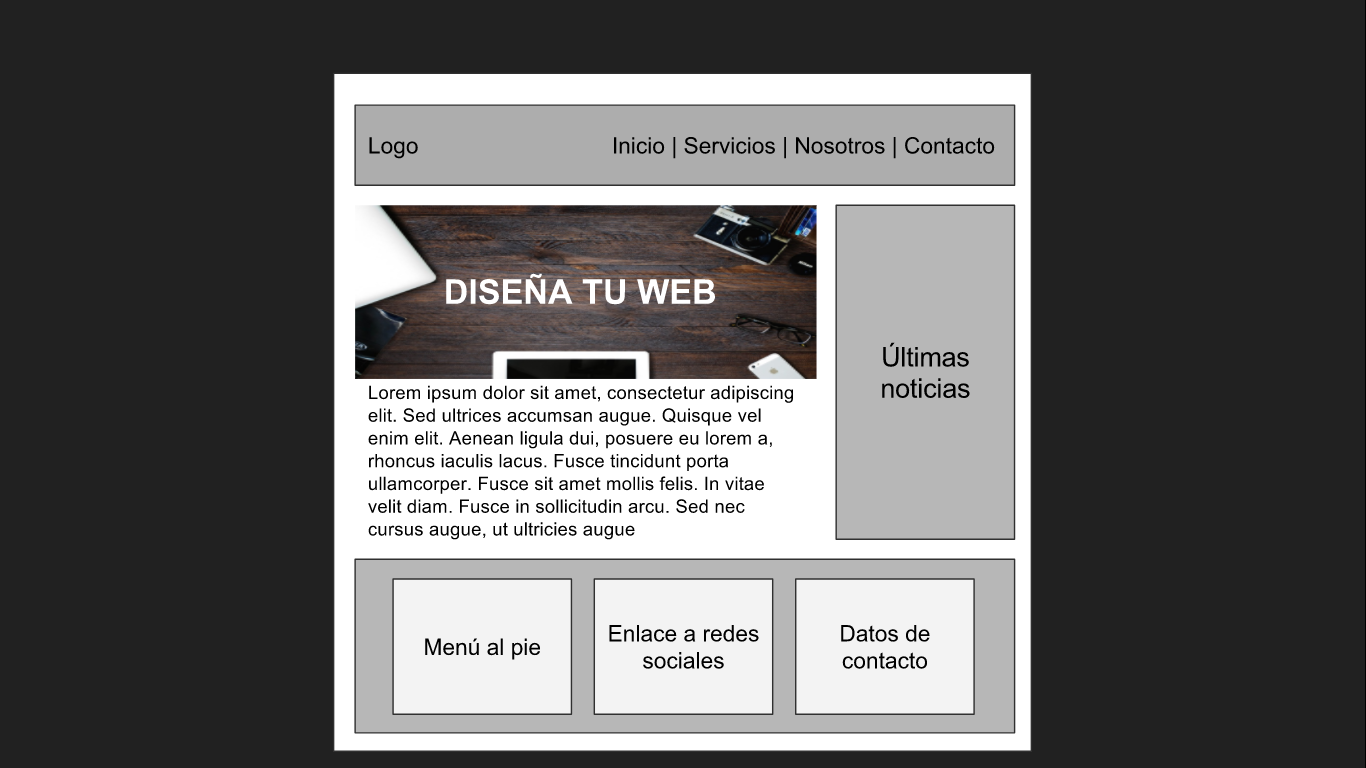 Logo
Inicio | Servicios | Nosotros | Contacto
DISEÑA TU WEB
Lorem ipsum dolor sit amet, consectetur adipiscing
elit. Sed ultrices accumsan augue. Quisque vel
enim elit. Aenean ligula dui, posuere eu lorem a,
rhoncus iaculis lacus. Fusce tincidunt porta
ullamcorper. Fusce sit amet mollis felis. In vitae
velit diam. Fusce in sollicitudin arcu. Sed nec
cursus augue, ut ultricies augue
Últimas
noticias
Menú al pie
Enlace a redes
sociales
Datos de
contacto